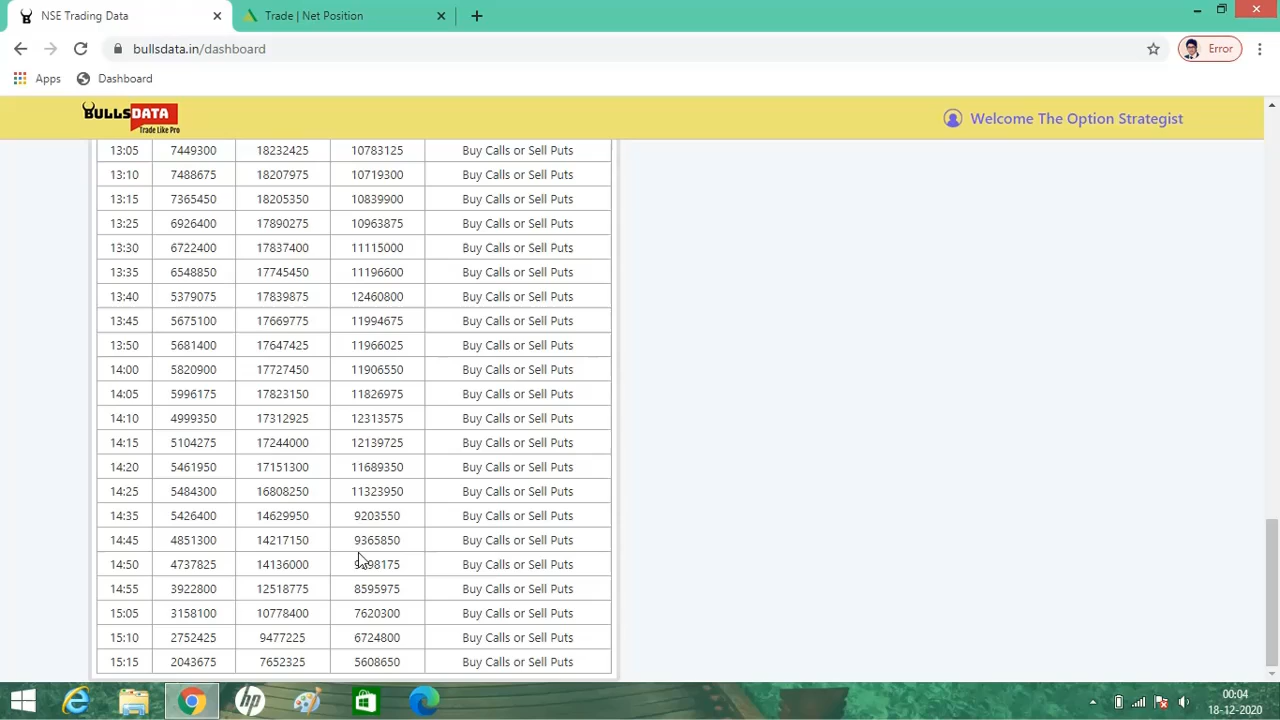 NSE Trading Data
Trade | Net Position
bullsdata.in/dashboard
Error
Apps
Dashboard
BULLSDATA
Trade Like Pro
Welcome The Option Strategist
13:05 7449300 18232425 10783125 Buy Calls or Sell Puts
13:10 7488675 18207975 10719300 Buy Calls or Sell Puts
13:15 7365450 18205350 10839900 Buy Calls or Sell Puts
13:25 6926400 17890275 10963875 Buy Calls or Sell Puts
13:30 6722400 17837400 11115000 Buy Calls or Sell Puts
13:35 6548850 17745450 11196600 Buy Calls or Sell Puts
13:40 5379075 17839875 12460800 Buy Calls or Sell Puts
13:45 5675100 17669775 11994675 Buy Calls or Sell Puts
13:50 5681400 17647425 11966025 Buy Calls or Sell Puts
14:00 5820900 17727450 11906550 Buy Calls or Sell Puts
14:05 5996175 17823150 11826975 Buy Calls or Sell Puts
14:10 4999350 17312925 12313575 Buy Calls or Sell Puts
14:15 5104275 17244000 12139725 Buy Calls or Sell Puts
14:20 5461950 17151300 11689350 Buy Calls or Sell Puts
14:25 5484300 16808250 11323950 Buy Calls or Sell Puts
14:35 5426400 14629950 9203550 Buy Calls or Sell Puts
14:45 4851300 14217150 9365850 Buy Calls or Sell Puts
14:50 4737825 14136000 Buy Calls or Sell Puts
14:55 3922800 12518775 8595975 Buy Calls or Sell Puts
15:05 3158100 10778400 7620300 Buy Calls or Sell Puts
15:10 2752425 9477225 6724800 Buy Calls or Sell Puts
15:15 2043675 7652325 5608650 Buy Calls or Sell Puts
hp
00:04
18-12-2020